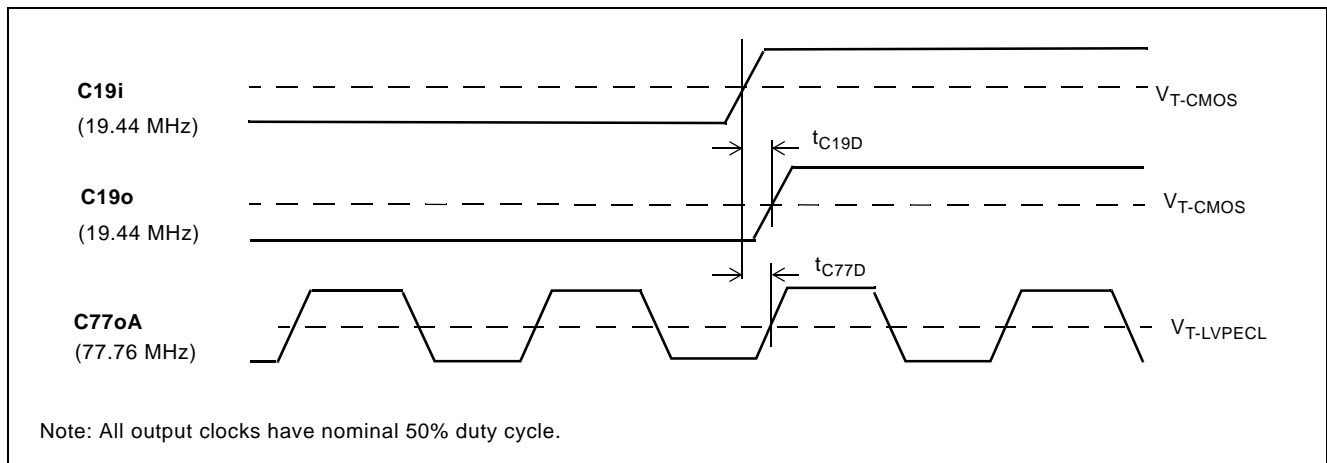 C19i
V_T-CMOS
(19.44 MHz)
t_C19D
C19o
V_T-CMOS
(19.44 MHz)
t_C77D
C77oA
V_T-LVPECL
(77.76 MHz)
Note: All output clocks have nominal 50% duty cycle.